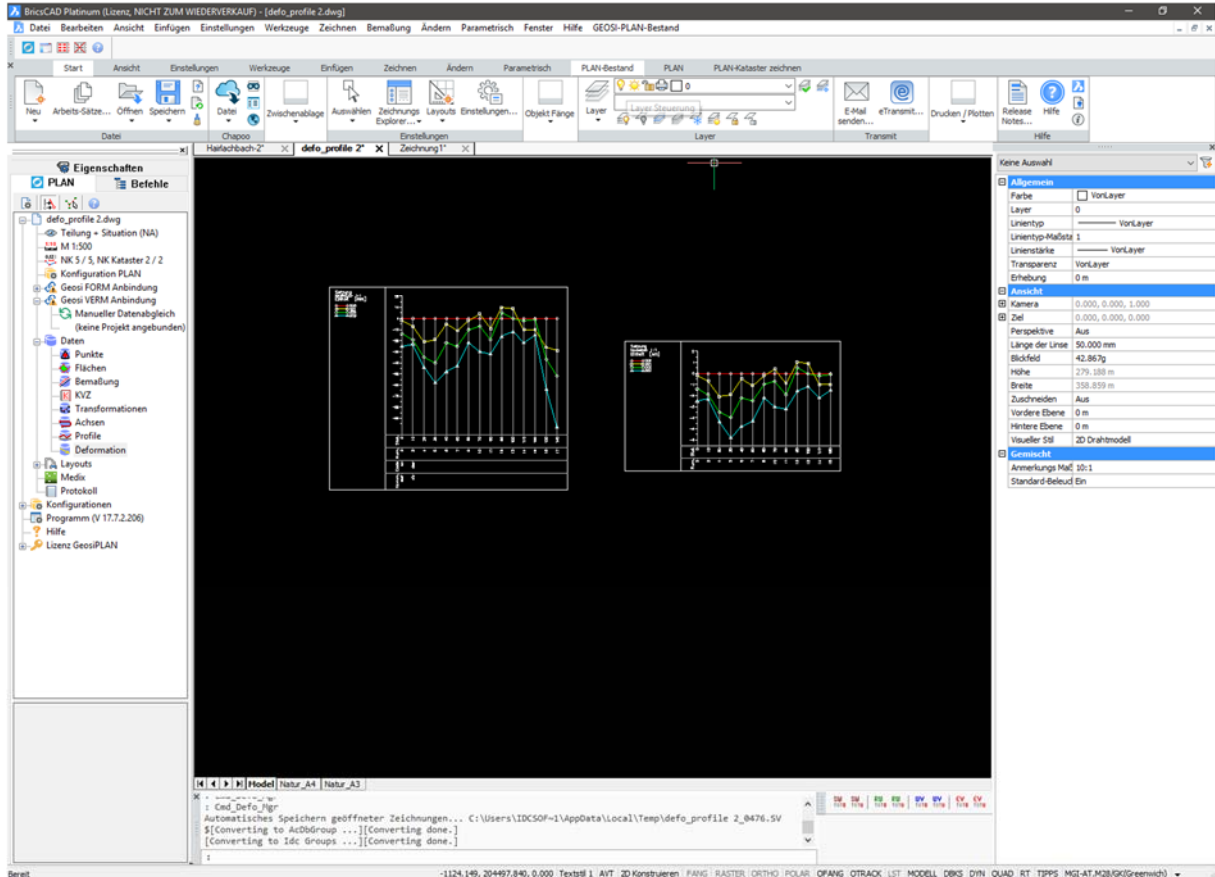 BricsCAD Platinum (Lizenz, NICHT ZUM WIEDERVERKAUF) - [defo_profile 2.dwg]
Datei Bearbeiten Ansicht Einfügen Einstellungen Werkzeuge Zeichnen Bemaßung Ändern Parametrisch Fenster Hilfe GEOSI-PLAN-Bestand
Start Ansicht Einstellungen Werkzeuge Einfügen Zeichnen Ändern Parametrisch PLAN-Bestand PLAN PLAN-Kataster zeichnen
0
Layer Steuerung
Neu Arbeits-Sätze... Öffnen Speichern Datei Zwischenablage Auswählen Zeichnungs Explorer... Layouts Einstellungen... Objekt Fänge Layer E-Mail senden... eTransmit... Drucken / Plotten Release Notes... Hilfe
Datei Chapoo Einstellungen Layer Transmit Hilfe
Hairlachbach-2* X defo_profile 2* X Zeichnung1* X
Eigenschaften
PLAN Befehle
defo_profile 2.dwg
Teilung + Situation (NA)
M 1:500
NK 5 / 5, NK Kataster 2 / 2
Konfiguration PLAN
Geosi FORM Anbindung
Geosi VERM Anbindung
Manueller Datenabgleich
(keine Projekt angebunden)
Daten
Punkte
Flächen
Bemaßung
KVZ
Transformationen
Achsen
Profile
Deformation
Layouts
Medix
Protokoll
Konfigurationen
Programm (V 17.7.2.206)
Hilfe
Lizenz GeosiPLAN
Keine Auswahl
Allgemein
Farbe VonLayer
Layer 0
Linientyp VonLayer
Linientyp-Maßsta 1
Linienstärke VonLayer
Transparenz VonLayer
Erhebung 0 m
Ansicht
Kamera 0.000, 0.000, 1.000
Ziel 0.000, 0.000, 0.000
Perspektive Aus
Länge der Linse 50.000 mm
Blickfeld 42.867g
Höhe 279.188 m
Breite 358.859 m
Zuschneiden Aus
Vordere Ebene 0 m
Hintere Ebene 0 m
Visueller Stil 2D Drahtmodell
Gemischt
Anmerkungs Maß 10:1
Standard-Beleuch Ein
Model Natur_A4 Natur_A3
: Cmd_Defo_Mgr
Automatisches Speichern geöffneter Zeichnungen... C:\Users\IDCSOF~1\AppData\Local\Temp\defo_profile 2_0476.SV
$[Converting to AcDbGroup ...][Converting done.]
[Converting to Idc Groups ...][Converting done.]
:
Bereit
-1124.149, 204497.840, 0.000 Textstil 1 AVT 2D Konstruieren FANG RASTER ORTHO POLAR OFANG OTRACK LST MODELL DBKS DYN QUAD RT TIPPS MGI-AT.M28/GK(Greenwich)